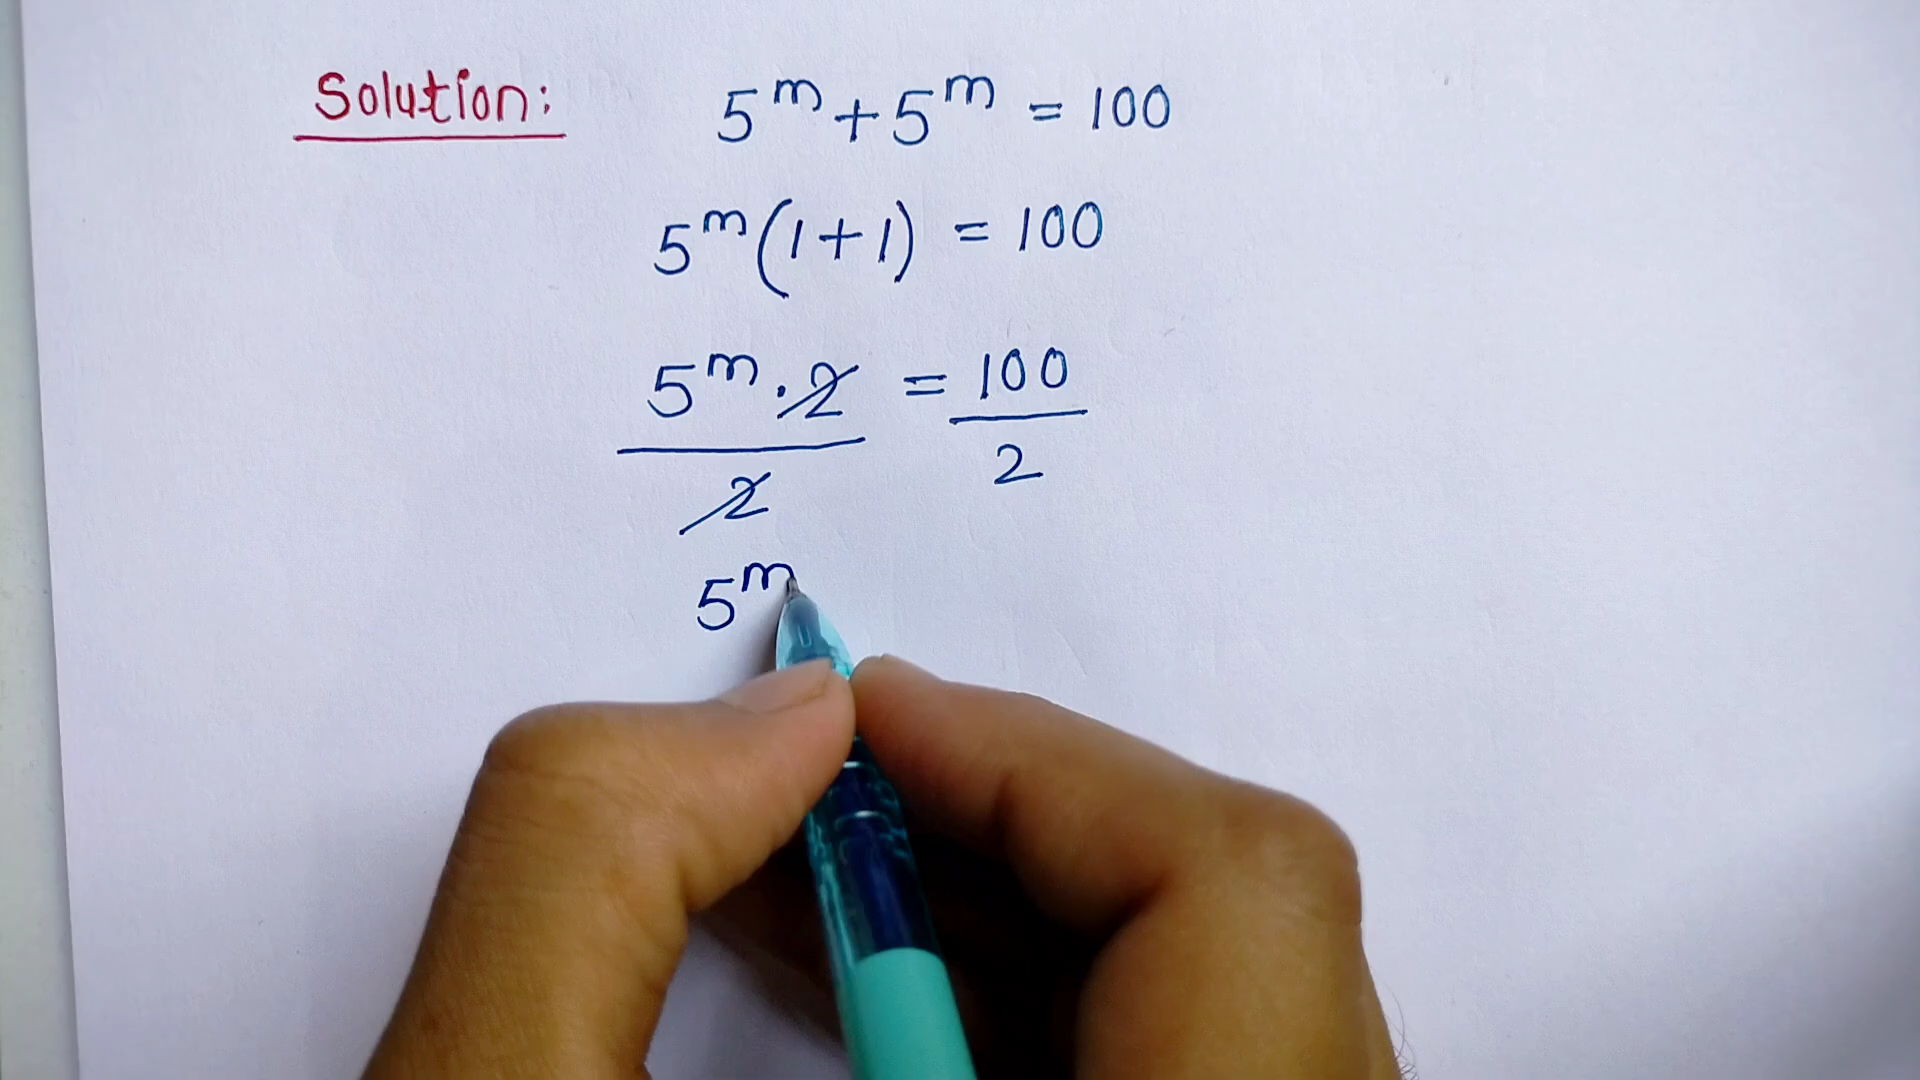 Solution: 5^m + 5^m = 100
5^m (1 + 1) = 100
5^m . 2 = 100
2 2
5^m